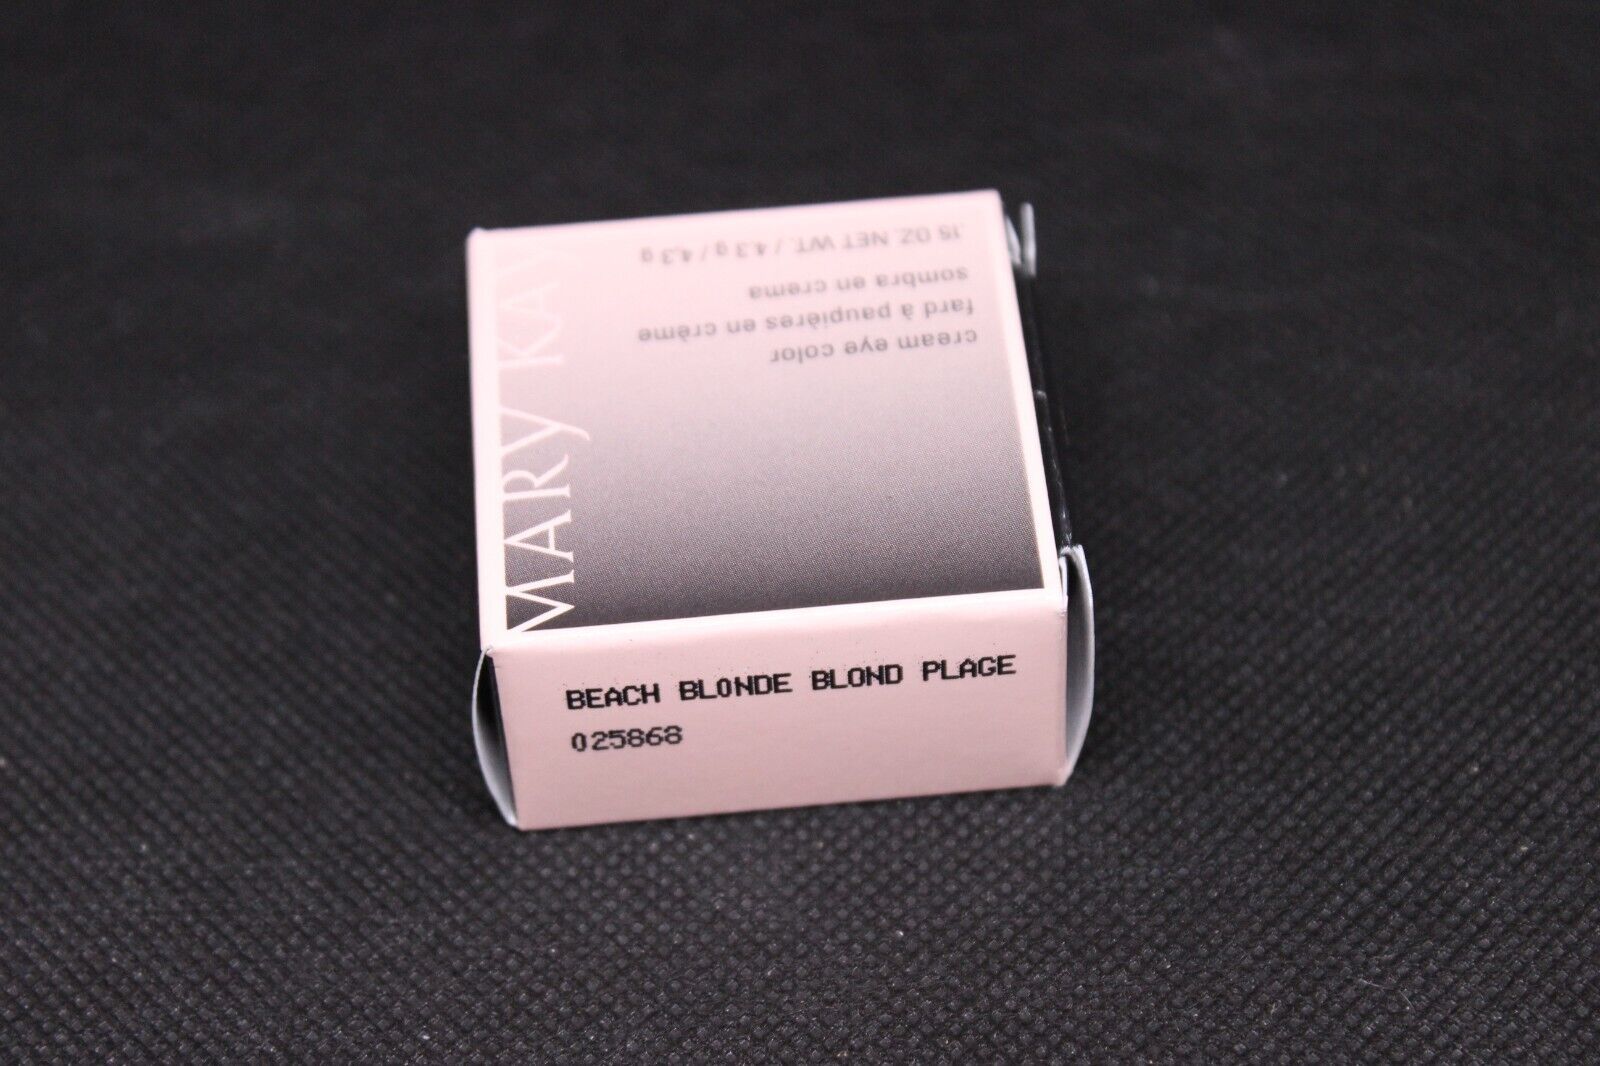 MARY KAY
cream eye color
fard à paupières en crème
sombra en crema
.15 OZ. NET WT. / 4.3 g / 4,3 g
BEACH BLONDE BLOND PLAGE
025868